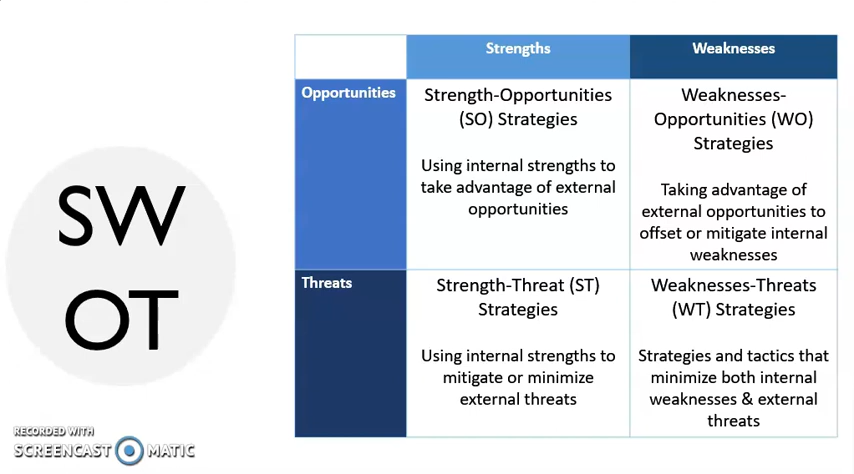 Strengths
Weaknesses
Opportunities
Strength-Opportunities
(SO) Strategies
Using internal strengths to
take advantage of external
opportunities
Weaknesses-
Opportunities (WO)
Strategies
Taking advantage of
external opportunities to
offset or mitigate internal
weaknesses
SW
OT
Threats
Strength-Threat (ST)
Strategies
Using internal strengths to
mitigate or minimize
external threats
Weaknesses-Threats
(WT) Strategies
Strategies and tactics that
minimize both internal
weaknesses & external
threats
RECORDED WITH
SCREENCAST MATIC